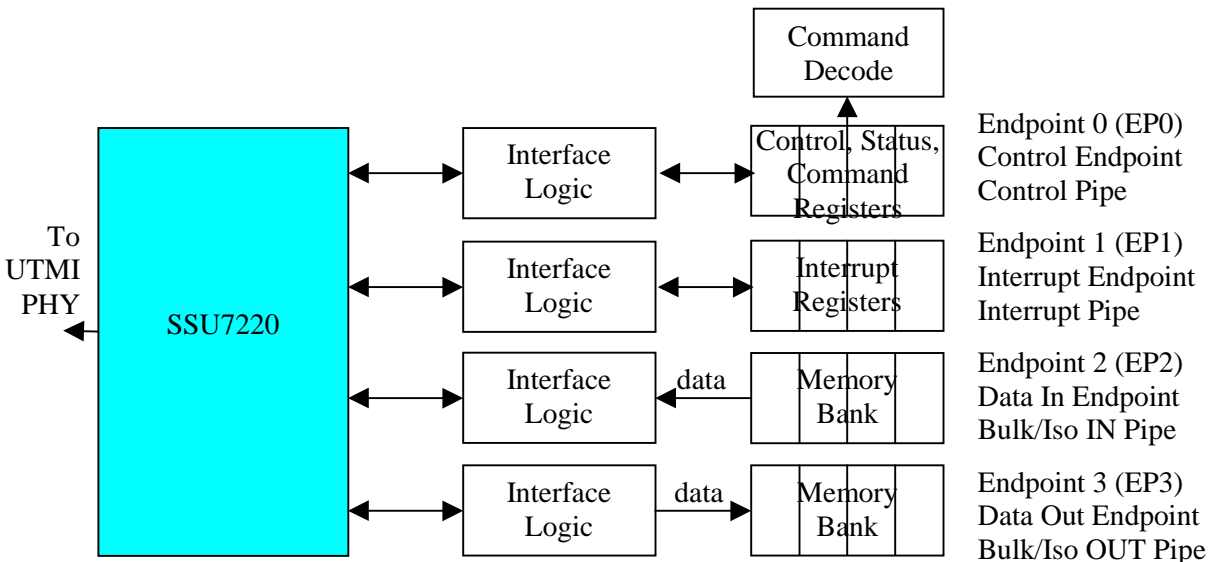 Command
Decode
Interface
Logic
Control, Status,
Command
Registers
Endpoint 0 (EP0)
Control Endpoint
Control Pipe
To
UTMI
PHY
SSU7220
Interface
Logic
Interrupt
Registers
Endpoint 1 (EP1)
Interrupt Endpoint
Interrupt Pipe
Interface
Logic
data
Memory
Bank
Endpoint 2 (EP2)
Data In Endpoint
Bulk/Iso IN Pipe
Interface
Logic
data
Memory
Bank
Endpoint 3 (EP3)
Data Out Endpoint
Bulk/Iso OUT Pipe